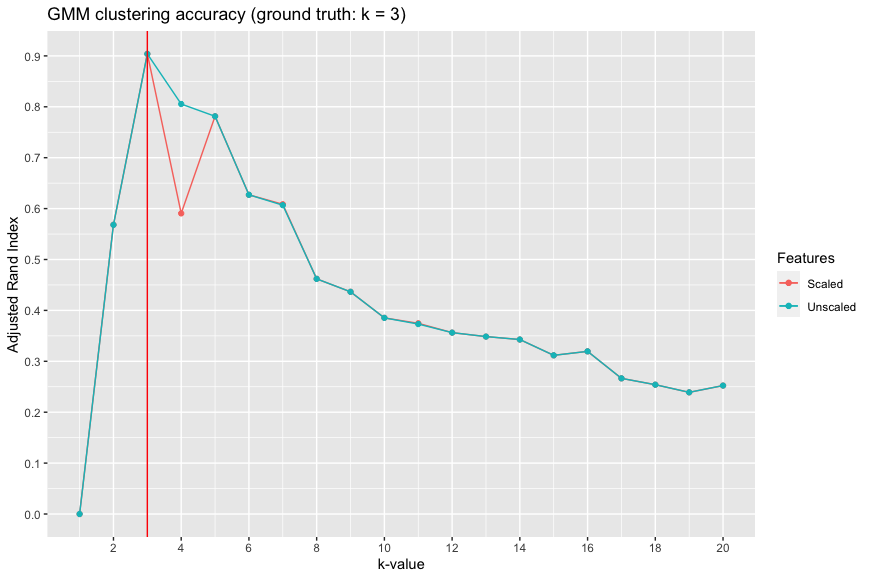 GMM clustering accuracy (ground truth: k = 3)
Adjusted Rand Index
0.9
0.8
0.7
0.6
0.5
0.4
0.3
0.2
0.1
0.0
2 4 6 8 10 12 14 16 18 20
k-value
Features
Scaled
Unscaled